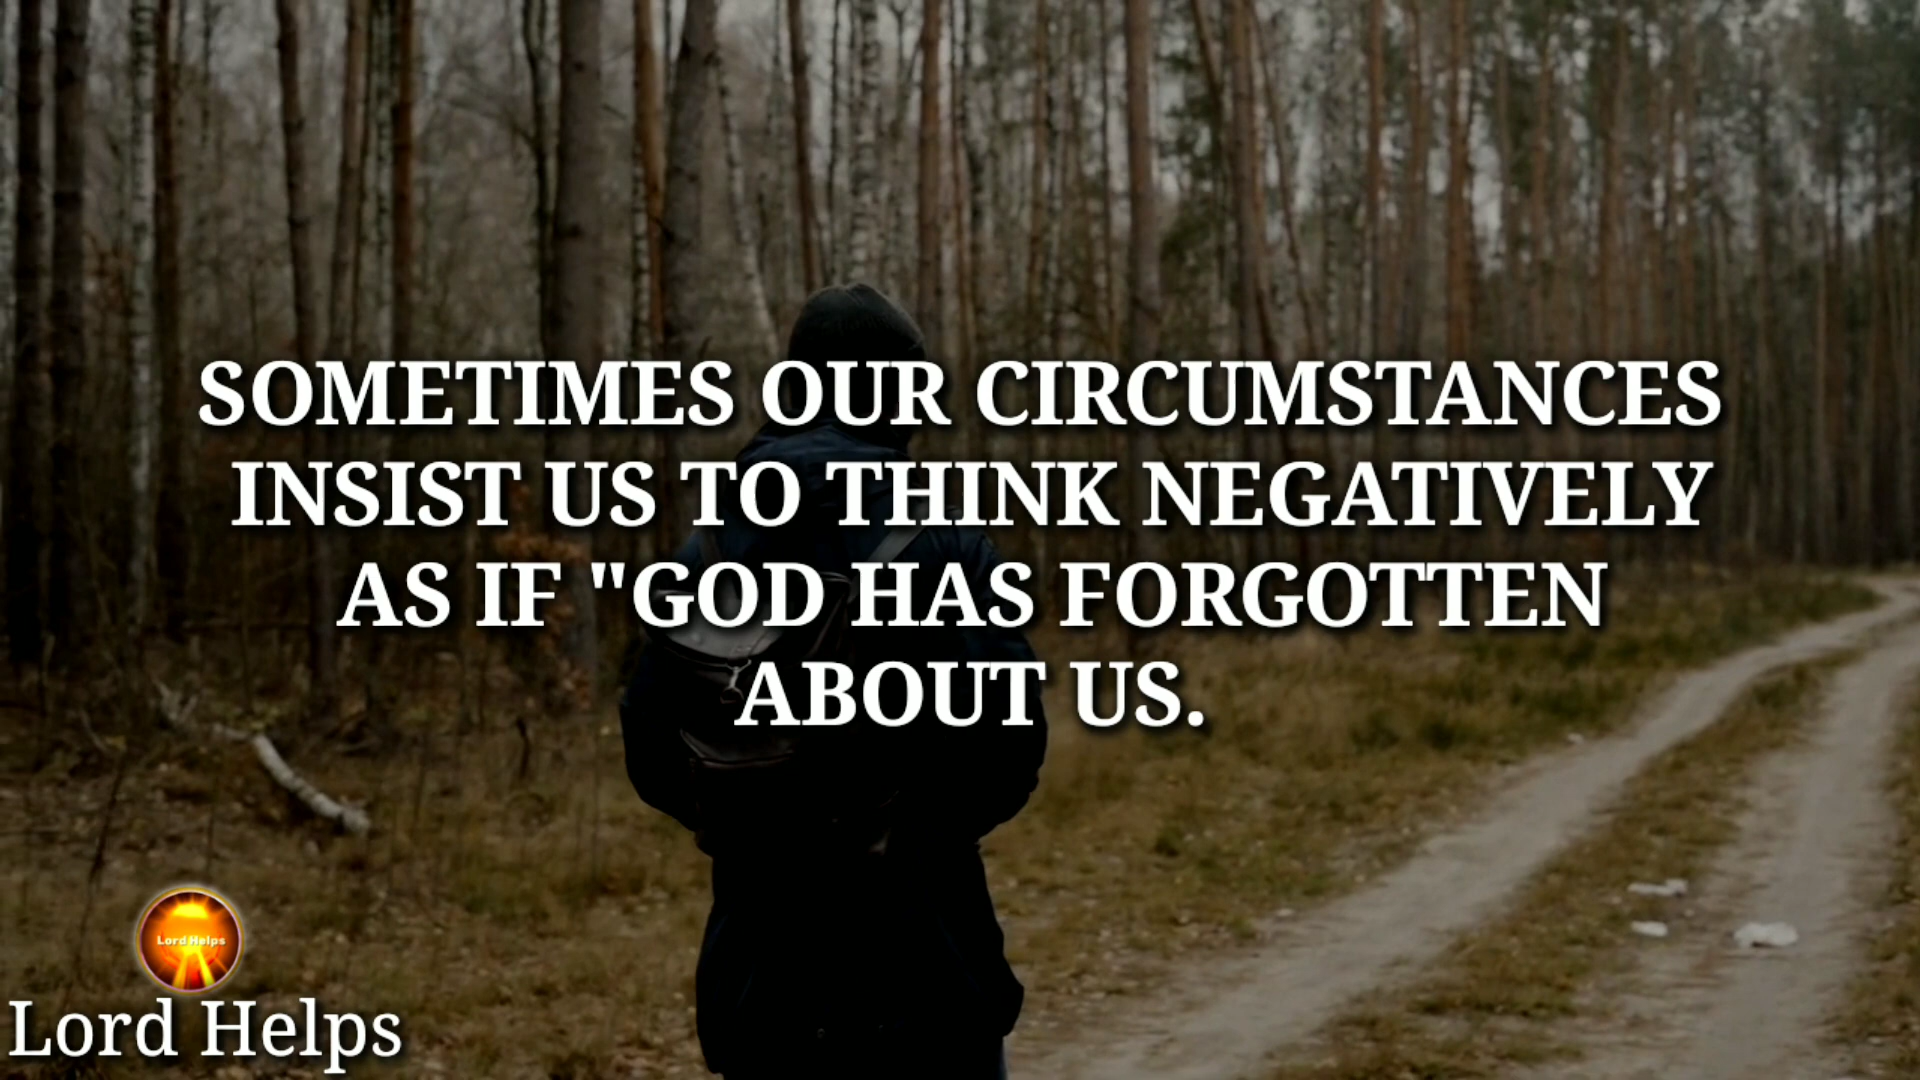 SOMETIMES OUR CIRCUMSTANCES
INSIST US TO THINK NEGATIVELY
AS IF "GOD HAS FORGOTTEN
ABOUT US.
Lord Helps
Lord Helps